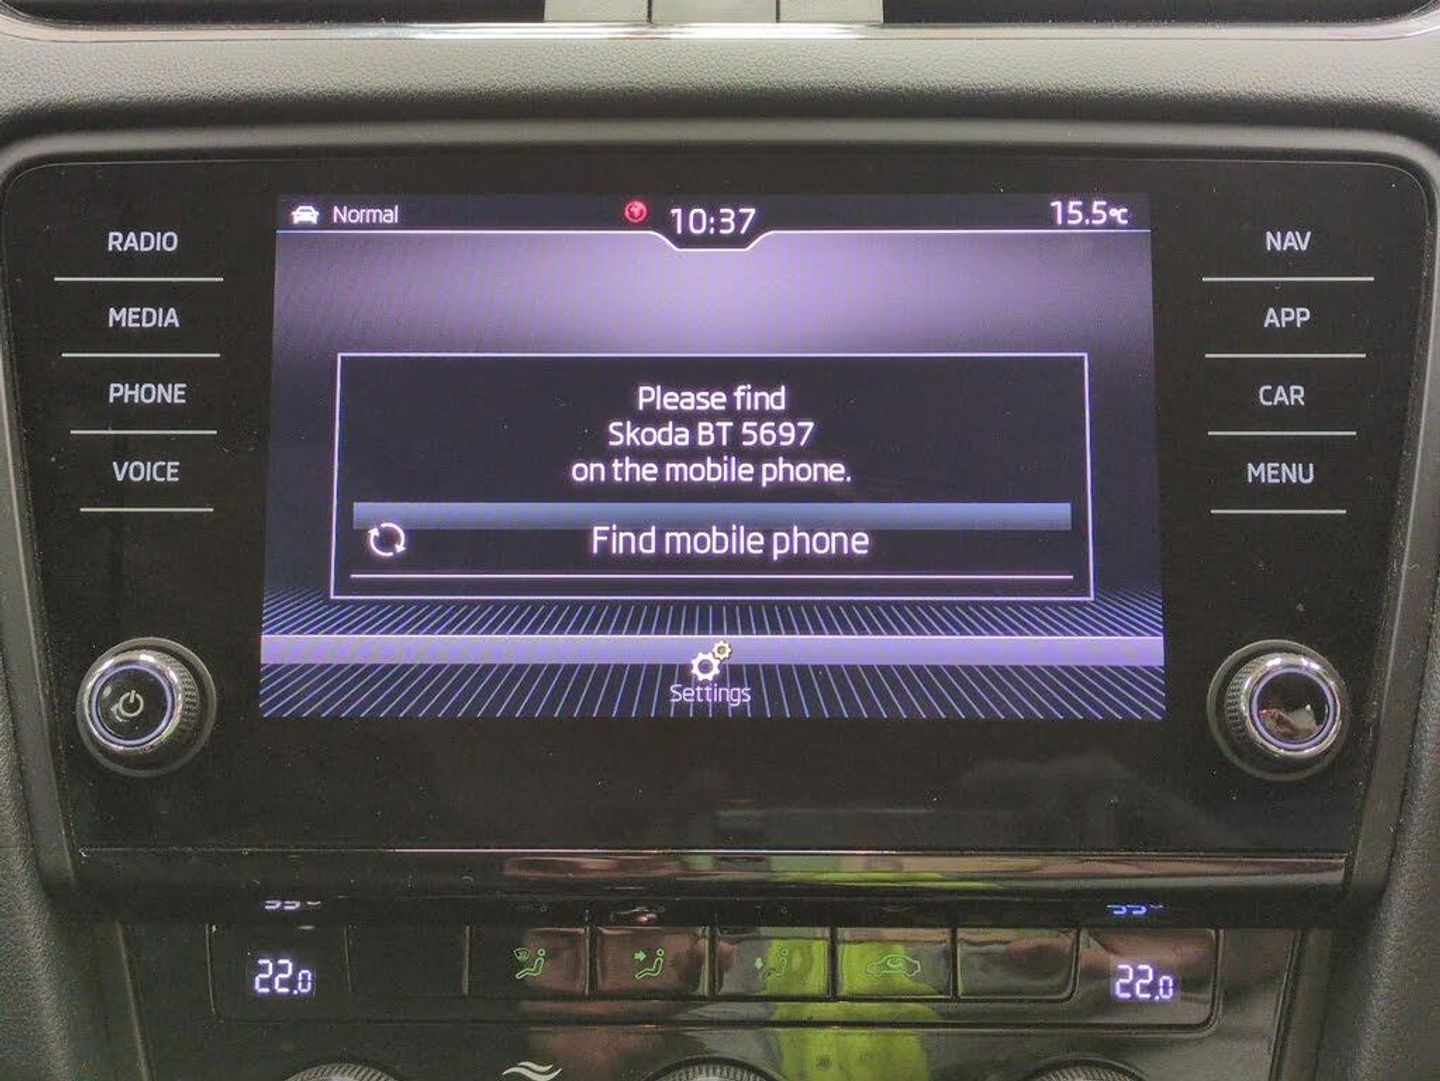 Normal 10:37 15.5°C
RADIO
MEDIA
PHONE
VOICE
NAV
APP
CAR
MENU
Please find
Skoda BT 5697
on the mobile phone.
Find mobile phone
Settings
22.0 22.0